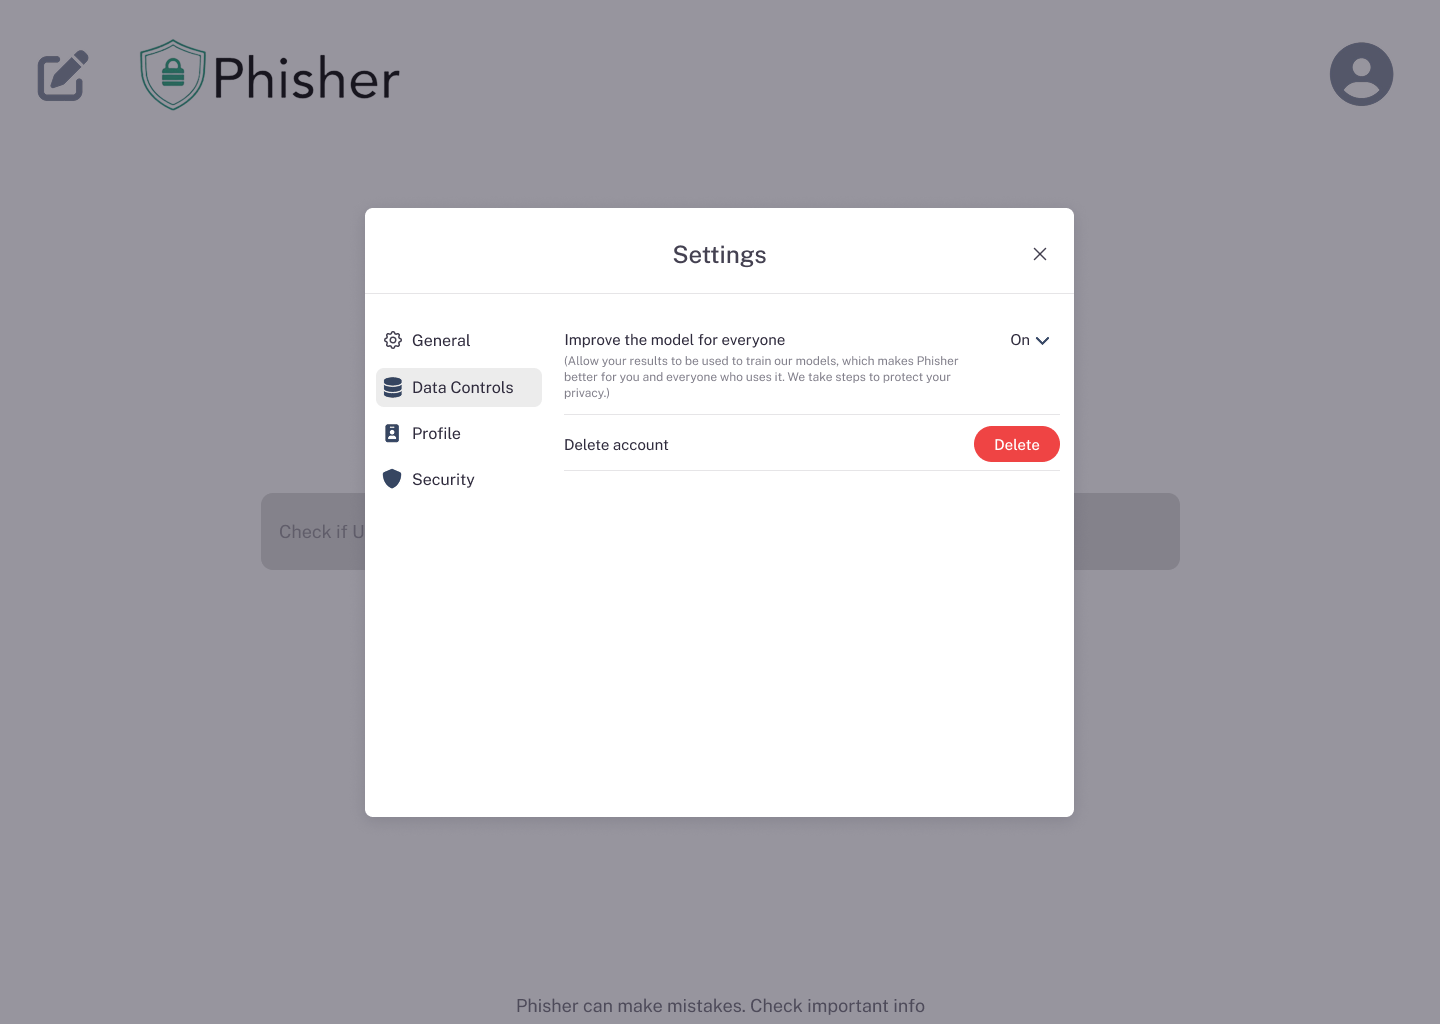 Phisher
Settings
General
Data Controls
Profile
Security
Improve the model for everyone
On
(Allow your results to be used to train our models, which makes Phisher
better for you and everyone who uses it. We take steps to protect your
privacy.)
Delete account
Delete
Check if U
Phisher can make mistakes. Check important info